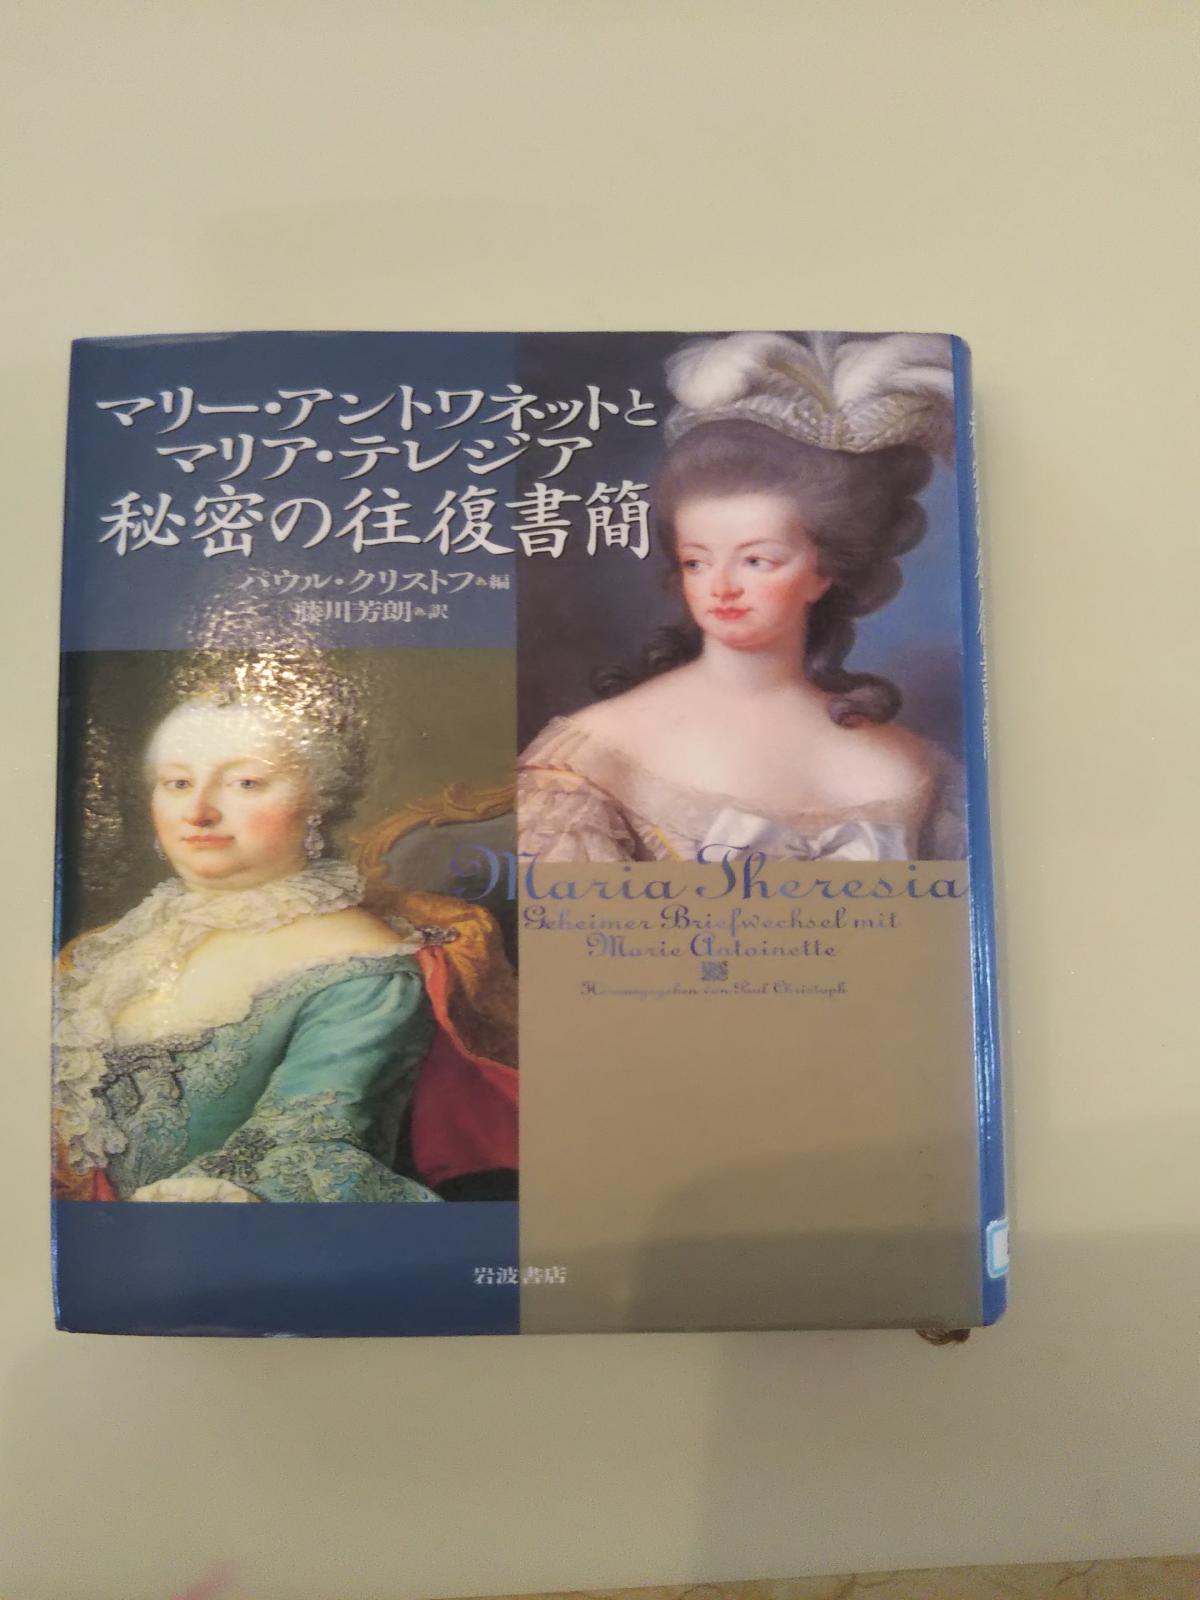 マリー・アントワネットと
マリア・テレジア
秘密の往復書簡
パウル・クリストフ 編
藤川芳朗 訳
Maria Theresia
Geheimer Briefwechsel mit
Marie Antoinette
Herausgegeben von Paul Christoph
岩波書店